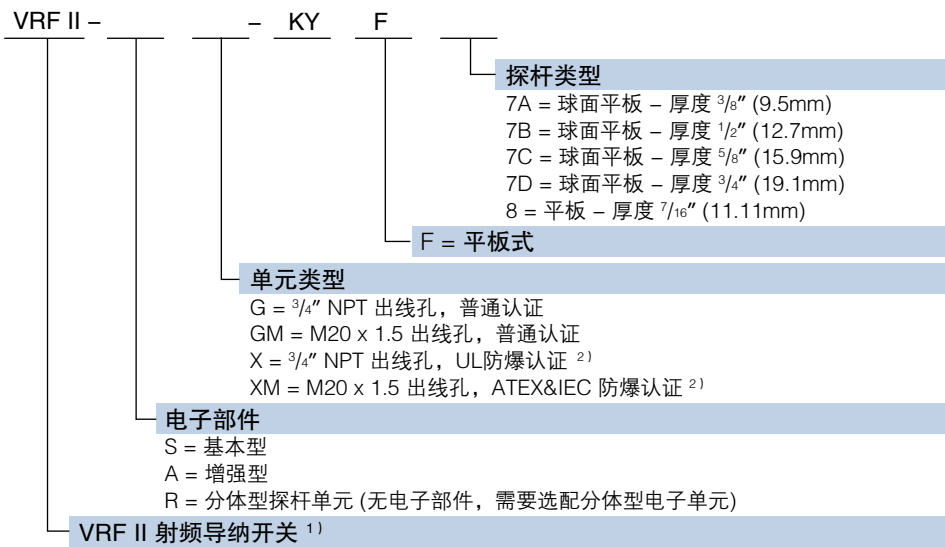 VRF II – – KY F
探杆类型
7A = 球面平板 – 厚度 3/8″ (9.5mm)
7B = 球面平板 – 厚度 1/2″ (12.7mm)
7C = 球面平板 – 厚度 5/8″ (15.9mm)
7D = 球面平板 – 厚度 3/4″ (19.1mm)
8 = 平板 – 厚度 7/16″ (11.11mm)
F = 平板式
单元类型
G = 3/4″ NPT 出线孔，普通认证
GM = M20 x 1.5 出线孔，普通认证
X = 3/4″ NPT 出线孔，UL防爆认证 2)
XM = M20 x 1.5 出线孔，ATEX&IEC 防爆认证 2)
电子部件
S = 基本型
A = 增强型
R = 分体型探杆单元 (无电子部件，需要选配分体型电子单元)
VRF II 射频导纳开关 1)